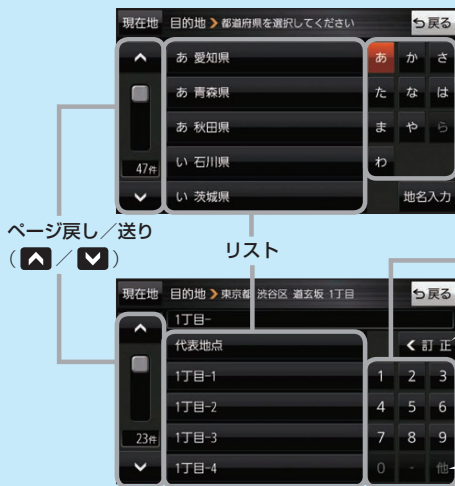 現在地 目的地 > 都道府県を選択してください 戻る
あ 愛知県
あ 青森県
あ 秋田県
い 石川県
い 茨城県
47件
あ か さ
た な は
ま や ら
わ
地名入力
ページ戻し／送り
（ ／ ）
リスト
現在地 目的地 > 東京都 渋谷区 道玄坂 1丁目 戻る
1丁目-
代表地点
1丁目-1
1丁目-2
1丁目-3
1丁目-4
23件
< 訂 正
1 2 3
4 5 6
7 8 9
0 - 他